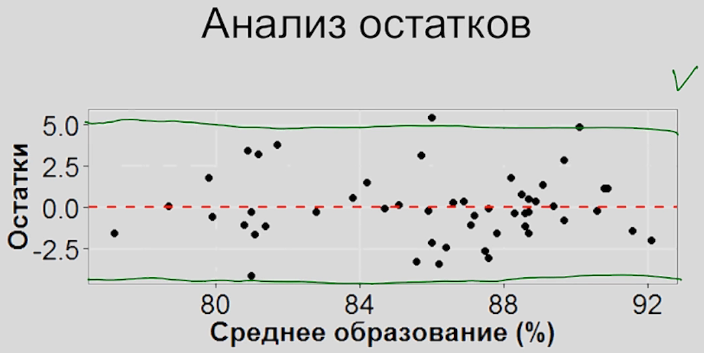 Анализ остатков
5.0
2.5
0.0
-2.5
Остатки
80 84 88 92
Среднее образование (%)